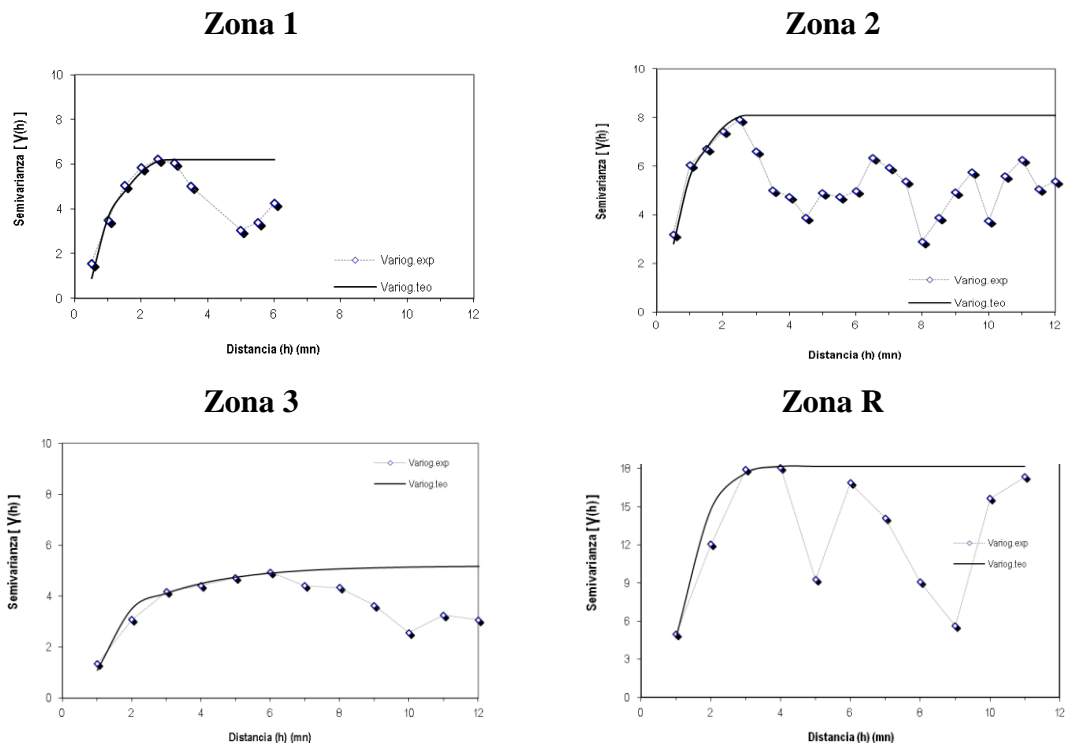 Zona 1
Semivarianza [ γ(h) ]
10
8
6
4
2
0
0 2 4 6 8 10 12
Variog.exp
Variog.teo
Distancia (h) (mn)
Zona 2
Semivarianza [ γ(h) ]
10
8
6
4
2
0
0 2 4 6 8 10 12
Variog.exp
Variog.teo
Distancia (h) (mn)
Zona 3
Semivarianza [ γ(h) ]
10
8
6
4
2
0
0 2 4 6 8 10 12
Variog.exp
Variog.teo
Distancia (h) (mn)
Zona R
Semivarianza [ γ(h) ]
18
15
12
9
6
3
0
0 2 4 6 8 10 12
Variog.exp
Variog.teo
Distancia (h) (mn)